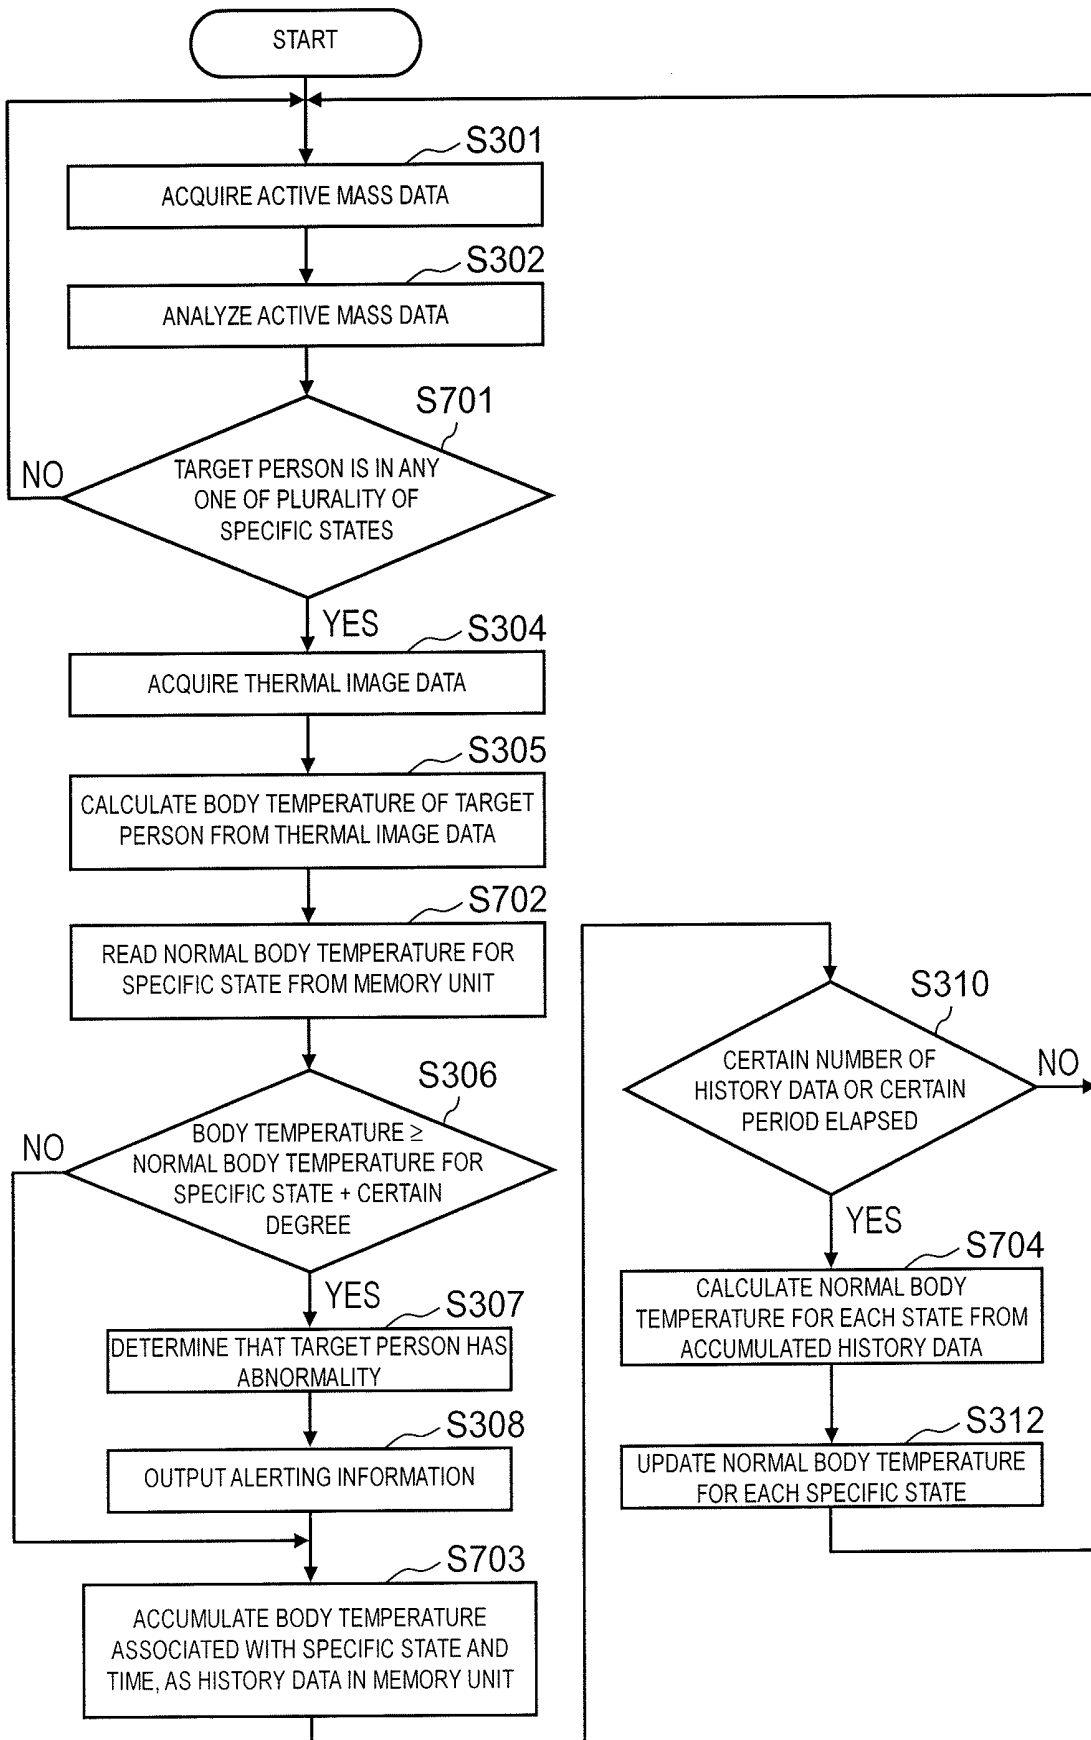 START
S301
ACQUIRE ACTIVE MASS DATA
S302
ANALYZE ACTIVE MASS DATA
S701
NO
TARGET PERSON IS IN ANY
ONE OF PLURALITY OF
SPECIFIC STATES
YES
S304
ACQUIRE THERMAL IMAGE DATA
S305
CALCULATE BODY TEMPERATURE OF TARGET
PERSON FROM THERMAL IMAGE DATA
S702
READ NORMAL BODY TEMPERATURE FOR
SPECIFIC STATE FROM MEMORY UNIT
S306
NO
BODY TEMPERATURE ≥
NORMAL BODY TEMPERATURE FOR
SPECIFIC STATE + CERTAIN
DEGREE
YES
S307
DETERMINE THAT TARGET PERSON HAS
ABNORMALITY
S308
OUTPUT ALERTING INFORMATION
S703
ACCUMULATE BODY TEMPERATURE
ASSOCIATED WITH SPECIFIC STATE AND
TIME, AS HISTORY DATA IN MEMORY UNIT
S310
CERTAIN NUMBER OF
HISTORY DATA OR CERTAIN
PERIOD ELAPSED
NO
YES
S704
CALCULATE NORMAL BODY
TEMPERATURE FOR EACH STATE FROM
ACCUMULATED HISTORY DATA
S312
UPDATE NORMAL BODY TEMPERATURE
FOR EACH SPECIFIC STATE